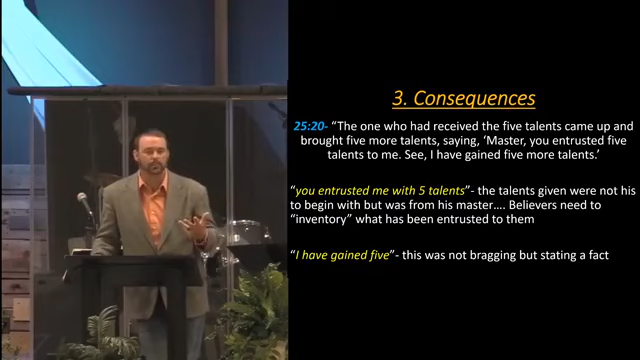 3. Consequences
25:20- “The one who had received the five talents came up and
brought five more talents, saying, ‘Master, you entrusted five
talents to me. See, I have gained five more talents.’
“you entrusted me with 5 talents”- the talents given were not his
to begin with but was from his master.... Believers need to
“inventory” what has been entrusted to them
“I have gained five”- this was not bragging but stating a fact